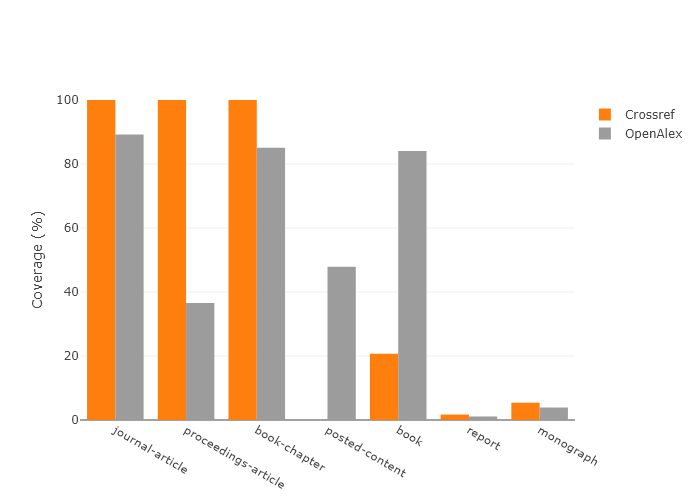 100
80
60
40
20
0
Coverage (%)
journal-article
proceedings-article
book-chapter
posted-content
book
report
monograph
Crossref
OpenAlex